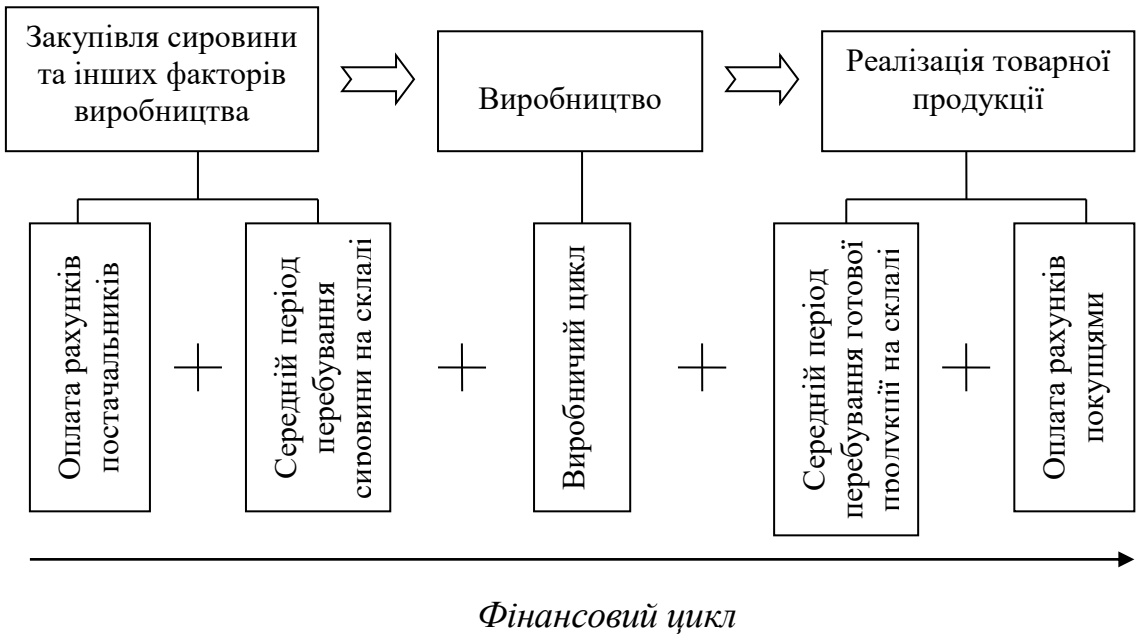 Закупівля сировини
та інших факторів
виробництва
Виробництво
Реалізація товарної
продукції
Оплата рахунків
постачальників
Середній період
перебування
сировини на складі
Виробничий цикл
Середній період
перебування готової
продукції на складі
Оплата рахунків
покупцями
Фінансовий цикл